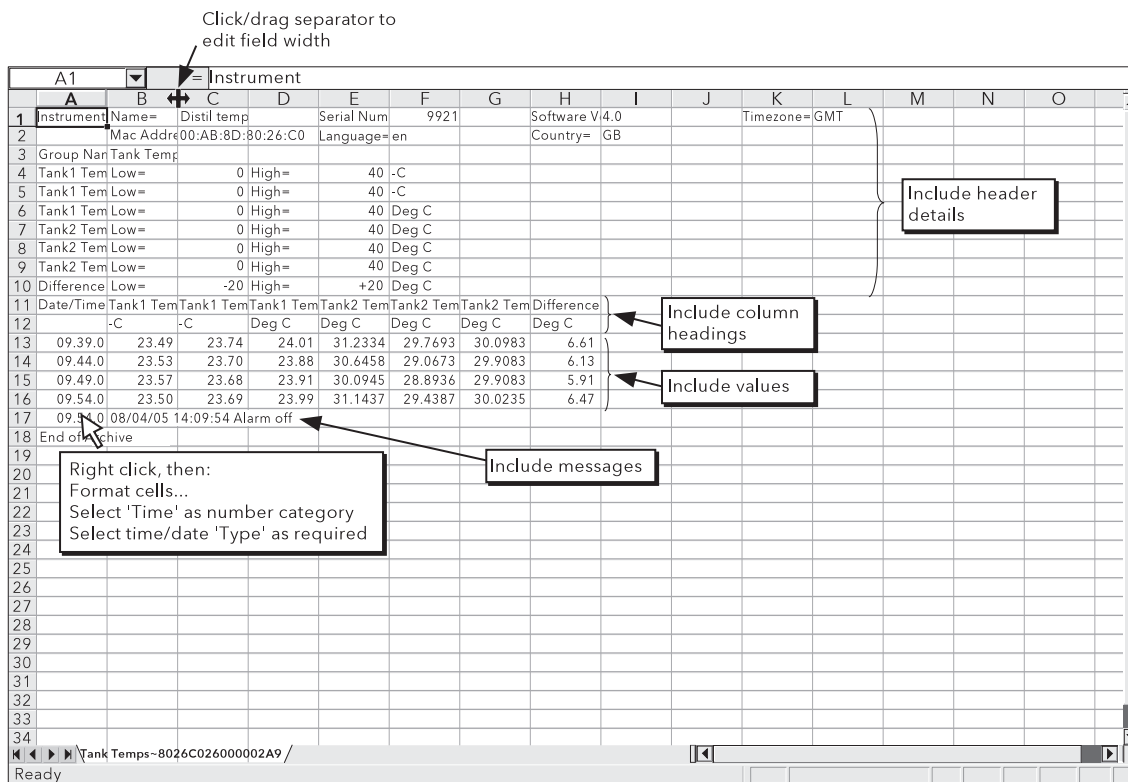 Click/drag separator to
edit field width
A1 = Instrument
A B C D E F G H I J K L M N O
1 Instrument Name= Distil temp Serial Num 9921 Software V 4.0 Timezone= GMT
2 Mac Addre 00:AB:8D:80:26:C0 Language= en Country= GB
3 Group Nar Tank Temp
4 Tank1 Tem Low= 0 High= 40 -C
5 Tank1 Tem Low= 0 High= 40 -C
6 Tank1 Tem Low= 0 High= 40 Deg C
7 Tank2 Tem Low= 0 High= 40 Deg C
8 Tank2 Tem Low= 0 High= 40 Deg C
9 Tank2 Tem Low= 0 High= 40 Deg C
10 Difference Low= -20 High= +20 Deg C
Include header
details
11 Date/Time Tank1 Tem Tank1 Tem Tank1 Tem Tank2 Tem Tank2 Tem Tank2 Tem Difference
12 -C -C Deg C Deg C Deg C Deg C Deg C
Include column
headings
13 09.39.0 23.49 23.74 24.01 31.2334 29.7693 30.0983 6.61
14 09.44.0 23.53 23.70 23.88 30.6458 29.0673 29.9083 6.13
15 09.49.0 23.57 23.68 23.91 30.0945 28.8936 29.9083 5.91
16 09.54.0 23.50 23.69 23.99 31.1437 29.4387 30.0235 6.47
Include values
17 09.54.0 08/04/05 14:09:54 Alarm off
18 End of Archive
Include messages
19
20
21
22
23
24
Right click, then:
Format cells...
Select 'Time' as number category
Select time/date 'Type' as required
25
26
27
28
29
30
31
32
33
34
Tank Temps~8026C026000002A9
Ready